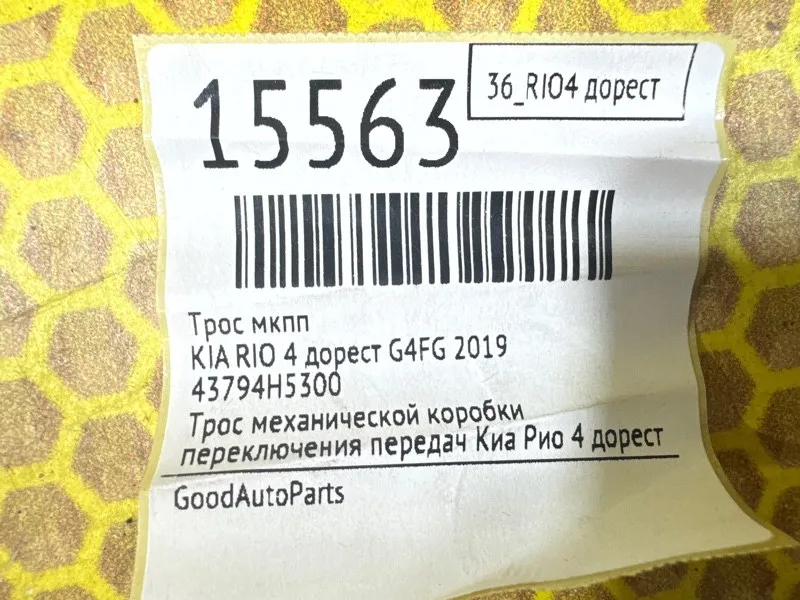 36_RIO4 дорест
15563
Трос мкпп
KIA RIO 4 дорест G4FG 2019
43794H5300
Трос механической коробки
переключения передач Киа Рио 4 дорест
GoodAutoParts